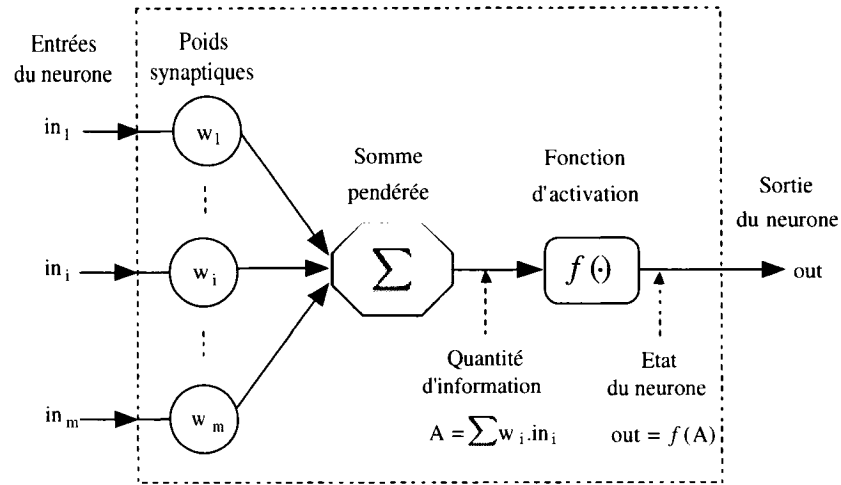 Entrées
du neurone
Poids
synaptiques
in₁
w₁
inᵢ
wᵢ
inₘ
wₘ
Somme
pendérée
∑
Fonction
d'activation
f(·)
Sortie
du neurone
out
Quantité
d'information
A = ∑wᵢ.inᵢ
Etat
du neurone
out = f(A)